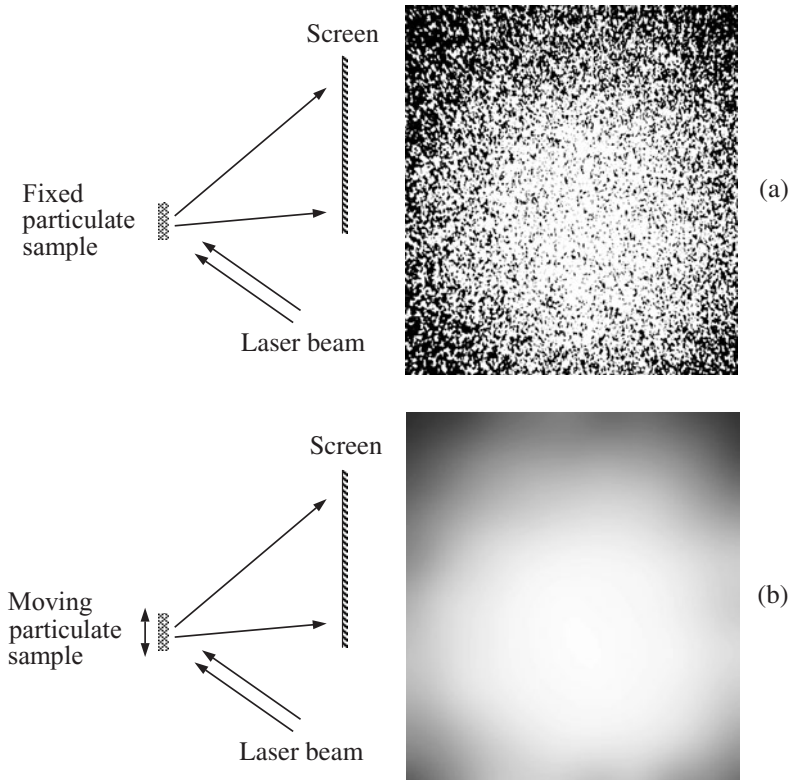 Screen
Fixed
particulate
sample
(a)
Laser beam
Screen
Moving
particulate
sample
(b)
Laser beam